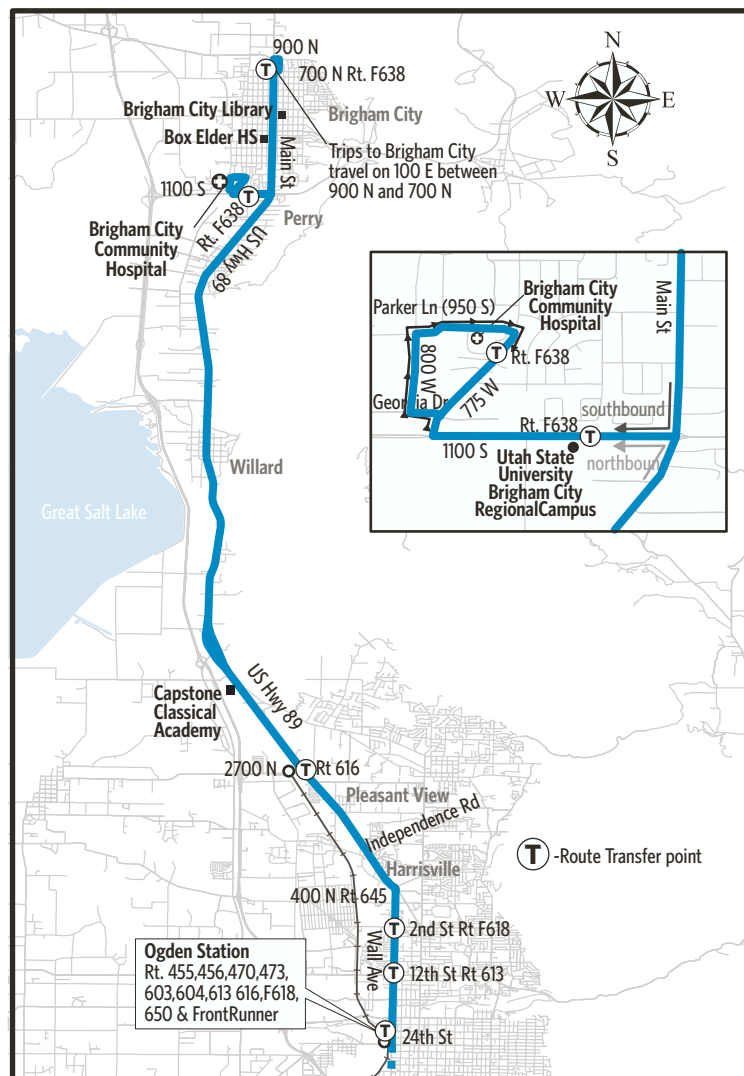 900 N
N
W
E
S
700 N Rt. F638
Brigham City Library
Brigham City
Box Elder HS
Main St
Trips to Brigham City
travel on 100 E between
900 N and 700 N
1100 S
Rt. F638
Perry
Brigham City
Community
Hospital
US Hwy 89
Parker Ln (950 S)
Brigham City
Community
Hospital
Main St
T
Rt. F638
800 W
775 W
Georgia Dr
southbound
Rt. F638
T
1100 S
northboun
Utah State
University
Brigham City
RegionalCampus
Willard
Great Salt Lake
US Hwy 89
Capstone
Classical
Academy
2700 N
T
Rt 616
Pleasant View
Independence Rd
T
-Route Transfer point
Harrisville
400 N Rt 645
T
2nd St Rt F618
Wall Ave
T
12th St Rt 613
Ogden Station
Rt. 455,456,470,473,
603,604,613 616,F618,
650 & FrontRunner
T
24th St
T
T